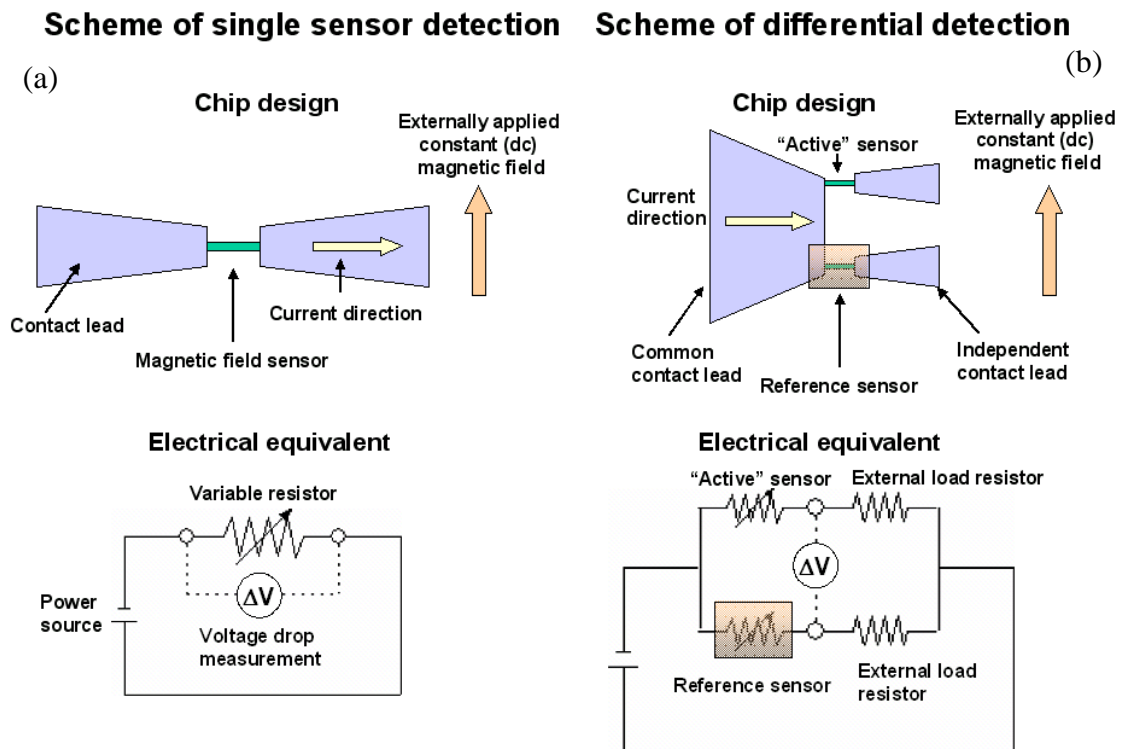 Scheme of single sensor detection
(a)
Chip design
Externally applied
constant (dc)
magnetic field
Contact lead
Current direction
Magnetic field sensor
Electrical equivalent
Variable resistor
ΔV
Power
source
Voltage drop
measurement
Scheme of differential detection
(b)
Chip design
“Active” sensor
Externally applied
constant (dc)
magnetic field
Current
direction
Common
contact lead
Reference sensor
Independent
contact lead
Electrical equivalent
“Active” sensor
External load resistor
ΔV
Reference sensor
External load
resistor